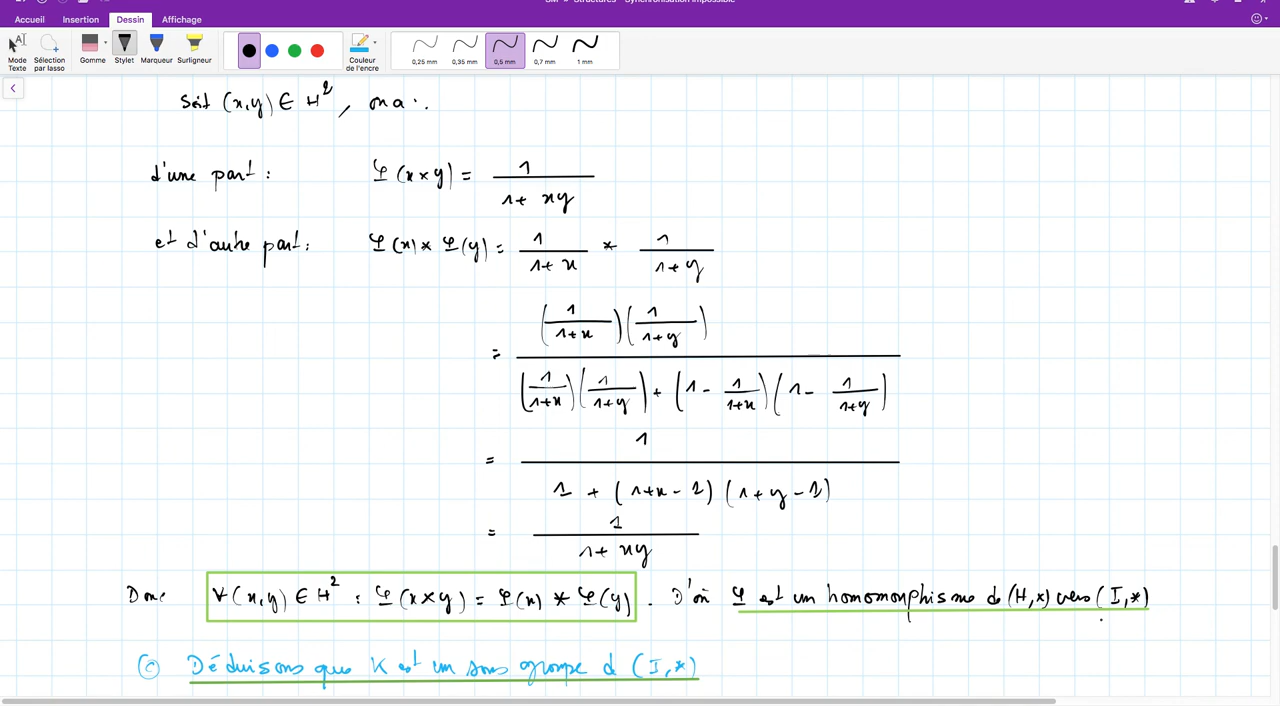 Accueil Insertion Dessin Affichage
Mode Texte
Sélection par lasso
Gomme
Stylet
Marqueur
Surligneur
Couleur de l'encre
0,25 mm
0,35 mm
0,5 mm
0,7 mm
1 mm
Soit (x,y) ∈ H², on a :
d'une part : φ(x×y) = 1/(1+xy)
et d'autre part : φ(x) * φ(y) = 1/(1+x) * 1/(1+y)
= (1/(1+x))(1/(1+y)) / ((1/(1+x))(1/(1+y)) + (1 - 1/(1+x))(1 - 1/(1+y)))
= 1 / (1 + (1+x-1)(1+y-1))
= 1/(1+xy)
Donc ∀(x,y) ∈ H² : φ(x×y) = φ(x) * φ(y). D'où φ est un homomorphisme de (H,×) vers (I,*)
(c) Déduisons que K est un sous groupe d (I,*)